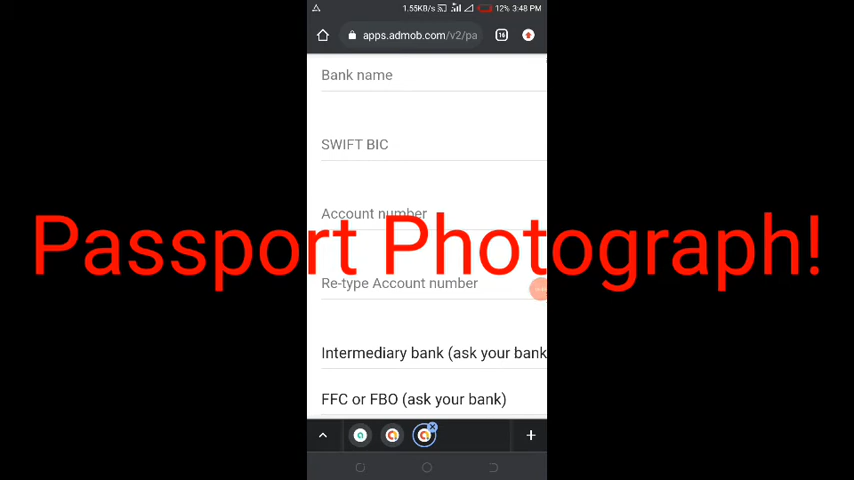 1.55KB/s 12% 3:48 PM
apps.admob.com/v2/pa
16
Bank name
SWIFT BIC
Account number
Passport Photograph!
Re-type Account number
Intermediary bank (ask your bank
FFC or FBO (ask your bank)